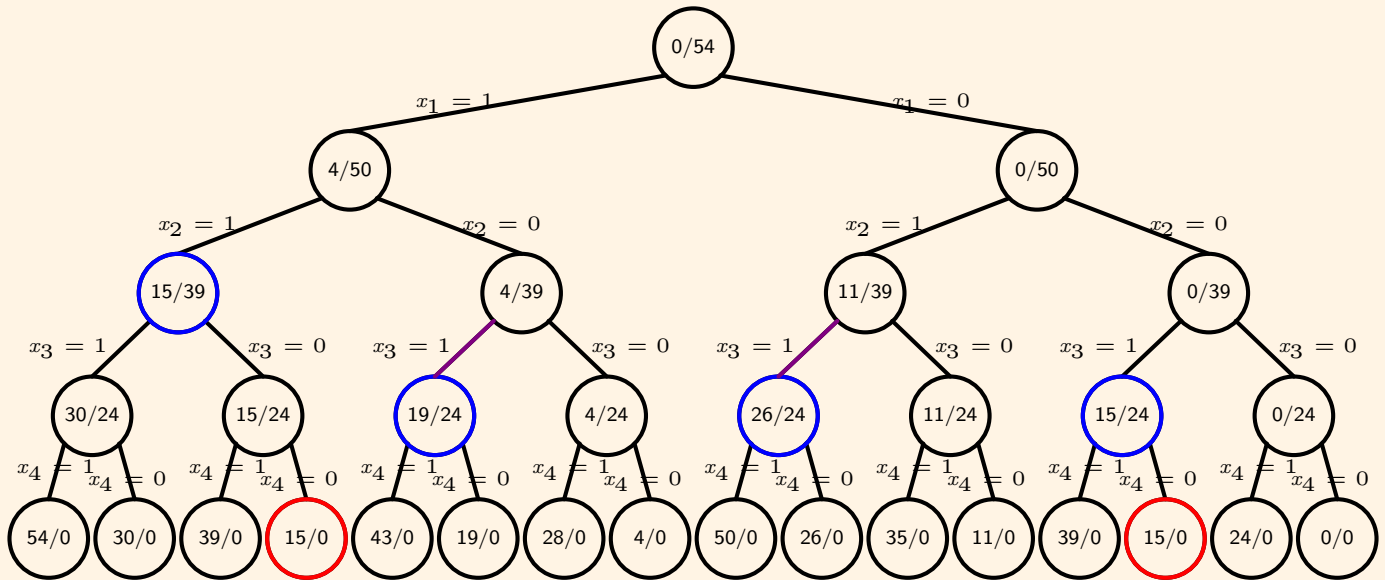 0/54
x1 = 1 x1 = 0
4/50 0/50
x2 = 1 x2 = 0 x2 = 1 x2 = 0
15/39 4/39 11/39 0/39
x3 = 1 x3 = 0 x3 = 1 x3 = 0 x3 = 1 x3 = 0 x3 = 1 x3 = 0
30/24 15/24 19/24 4/24 26/24 11/24 15/24 0/24
x4 = 1 x4 = 0 x4 = 1 x4 = 0 x4 = 1 x4 = 0 x4 = 1 x4 = 0 x4 = 1 x4 = 0 x4 = 1 x4 = 0 x4 = 1 x4 = 0 x4 = 1 x4 = 0
54/0 30/0 39/0 15/0 43/0 19/0 28/0 4/0 50/0 26/0 35/0 11/0 39/0 15/0 24/0 0/0